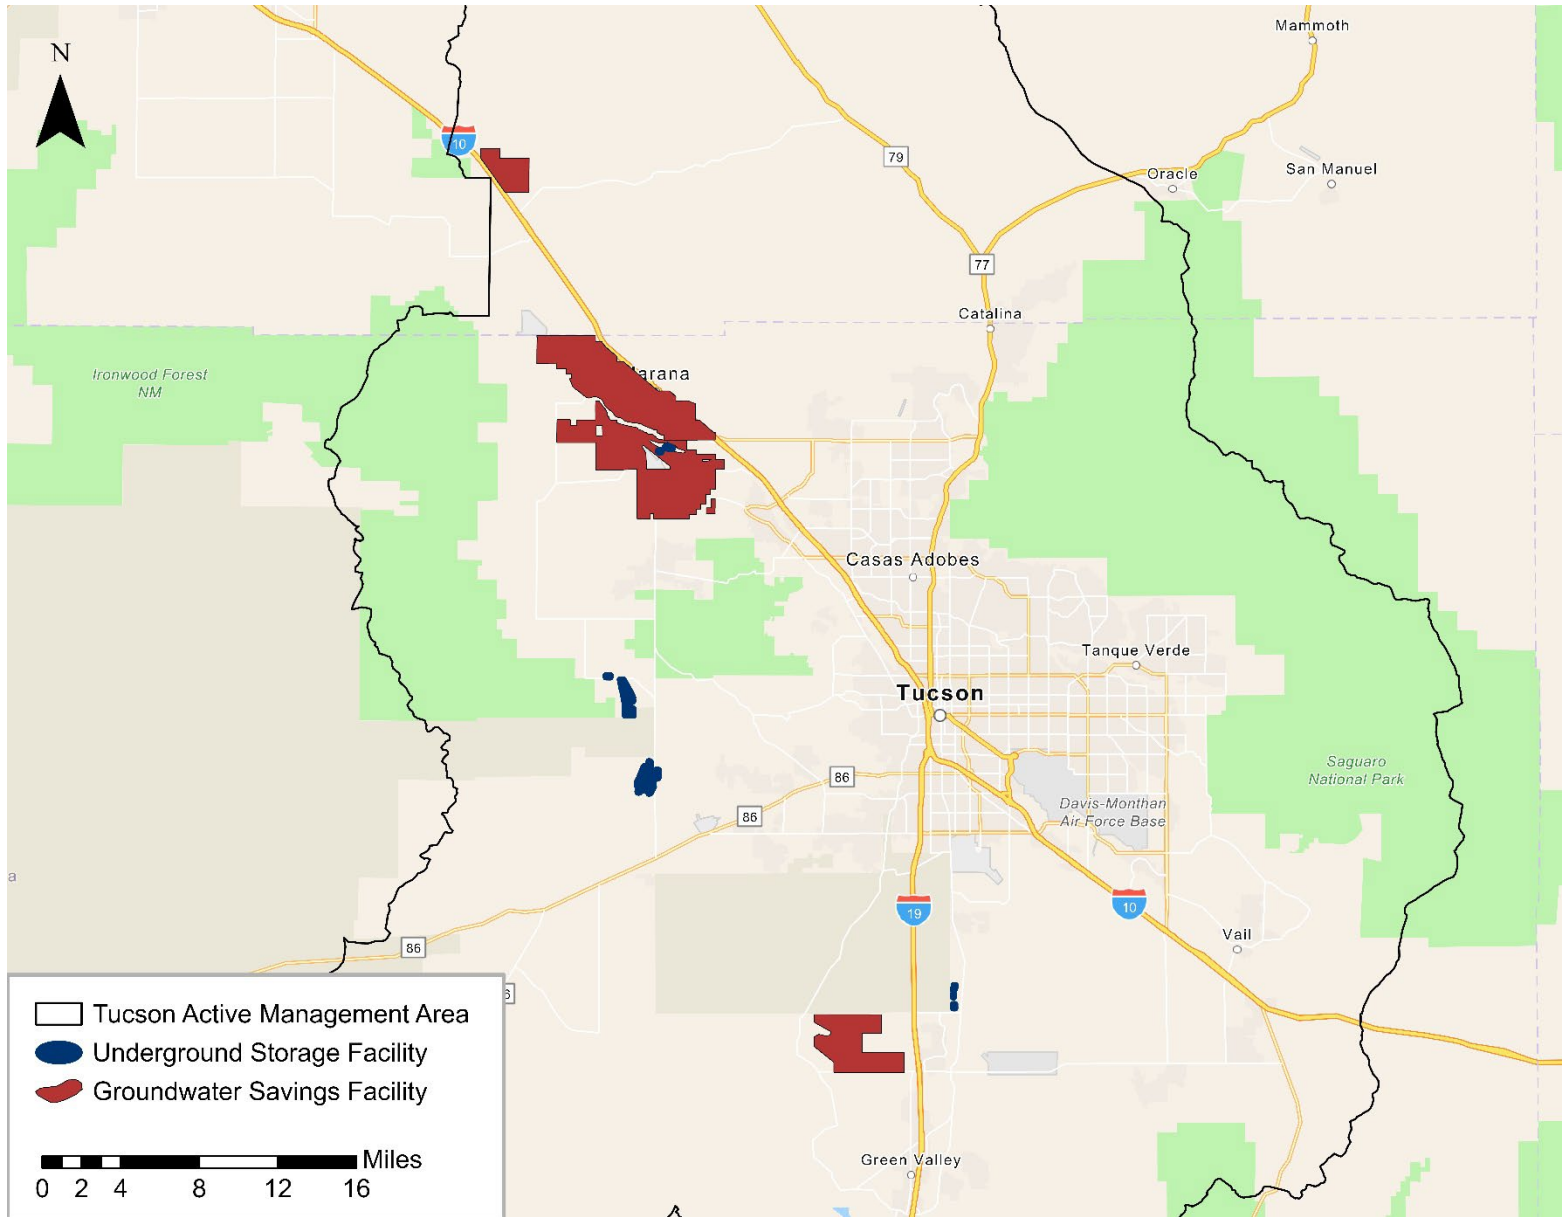 N
Mammoth
10
79
Oracle
San Manuel
77
Catalina
Ironwood Forest
NM
arana
Casas Adobes
Tanque Verde
Tucson
Saguaro
National Park
86
Davis-Monthan
Air Force Base
86
a
19
10
Vail
86
6
Tucson Active Management Area
Underground Storage Facility
Groundwater Savings Facility
Miles
0 2 4 8 12 16
Green Valley